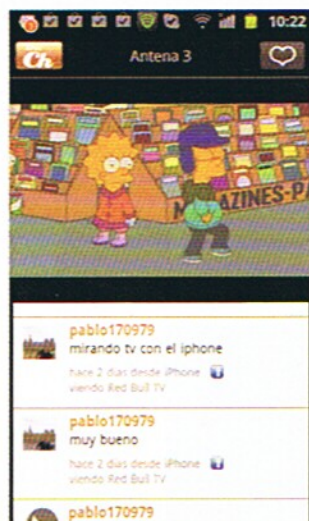 10:22
Ch
Antena 3
MAGAZINES-PA
pablo170979
mirando tv con el iphone
hace 2 días desde iPhone
viendo Red Bull TV
pablo170979
muy bueno
hace 2 días desde iPhone
viendo Red Bull TV
pablo170979